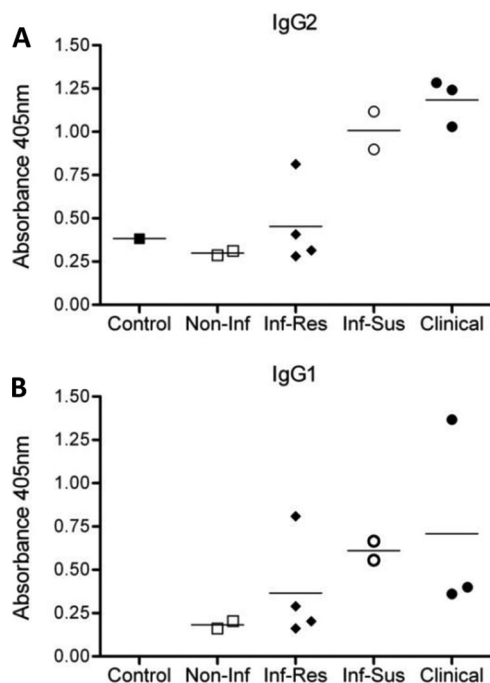 A
IgG2
Absorbance 405nm
1.50
1.25
1.00
0.75
0.50
0.25
0.00
Control Non-Inf Inf-Res Inf-Sus Clinical
B
IgG1
Absorbance 405nm
1.50
1.25
1.00
0.75
0.50
0.25
0.00
Control Non-Inf Inf-Res Inf-Sus Clinical